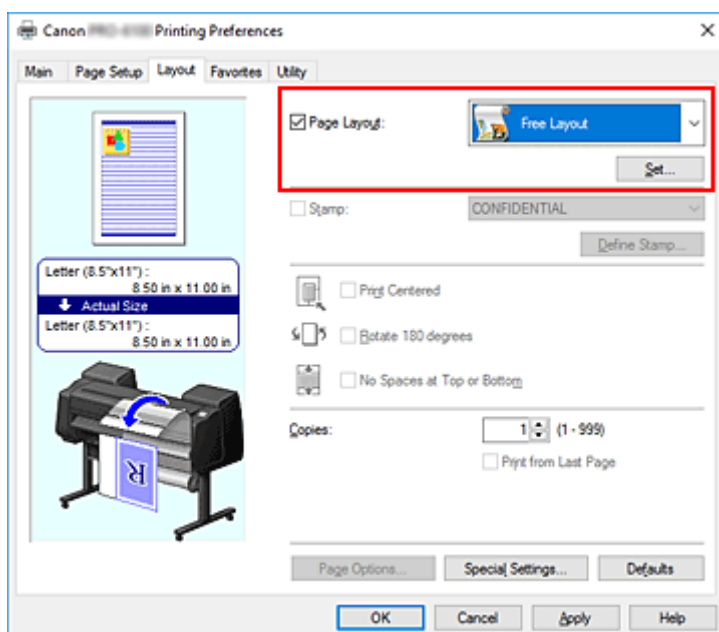 Canon Printing Preferences
Main Page Setup Layout Favorites Utility
Page Layout: Free Layout
Set...
Stamp: CONFIDENTIAL
Define Stamp...
Letter (8.5"x11") :
8.50 in x 11.00 in
Actual Size
Letter (8.5"x11") :
8.50 in x 11.00 in
Print Centered
Rotate 180 degrees
No Spaces at Top or Bottom
Copies: 1 (1 - 999)
Print from Last Page
R
Page Options... Special Settings... Defaults
OK Cancel Apply Help